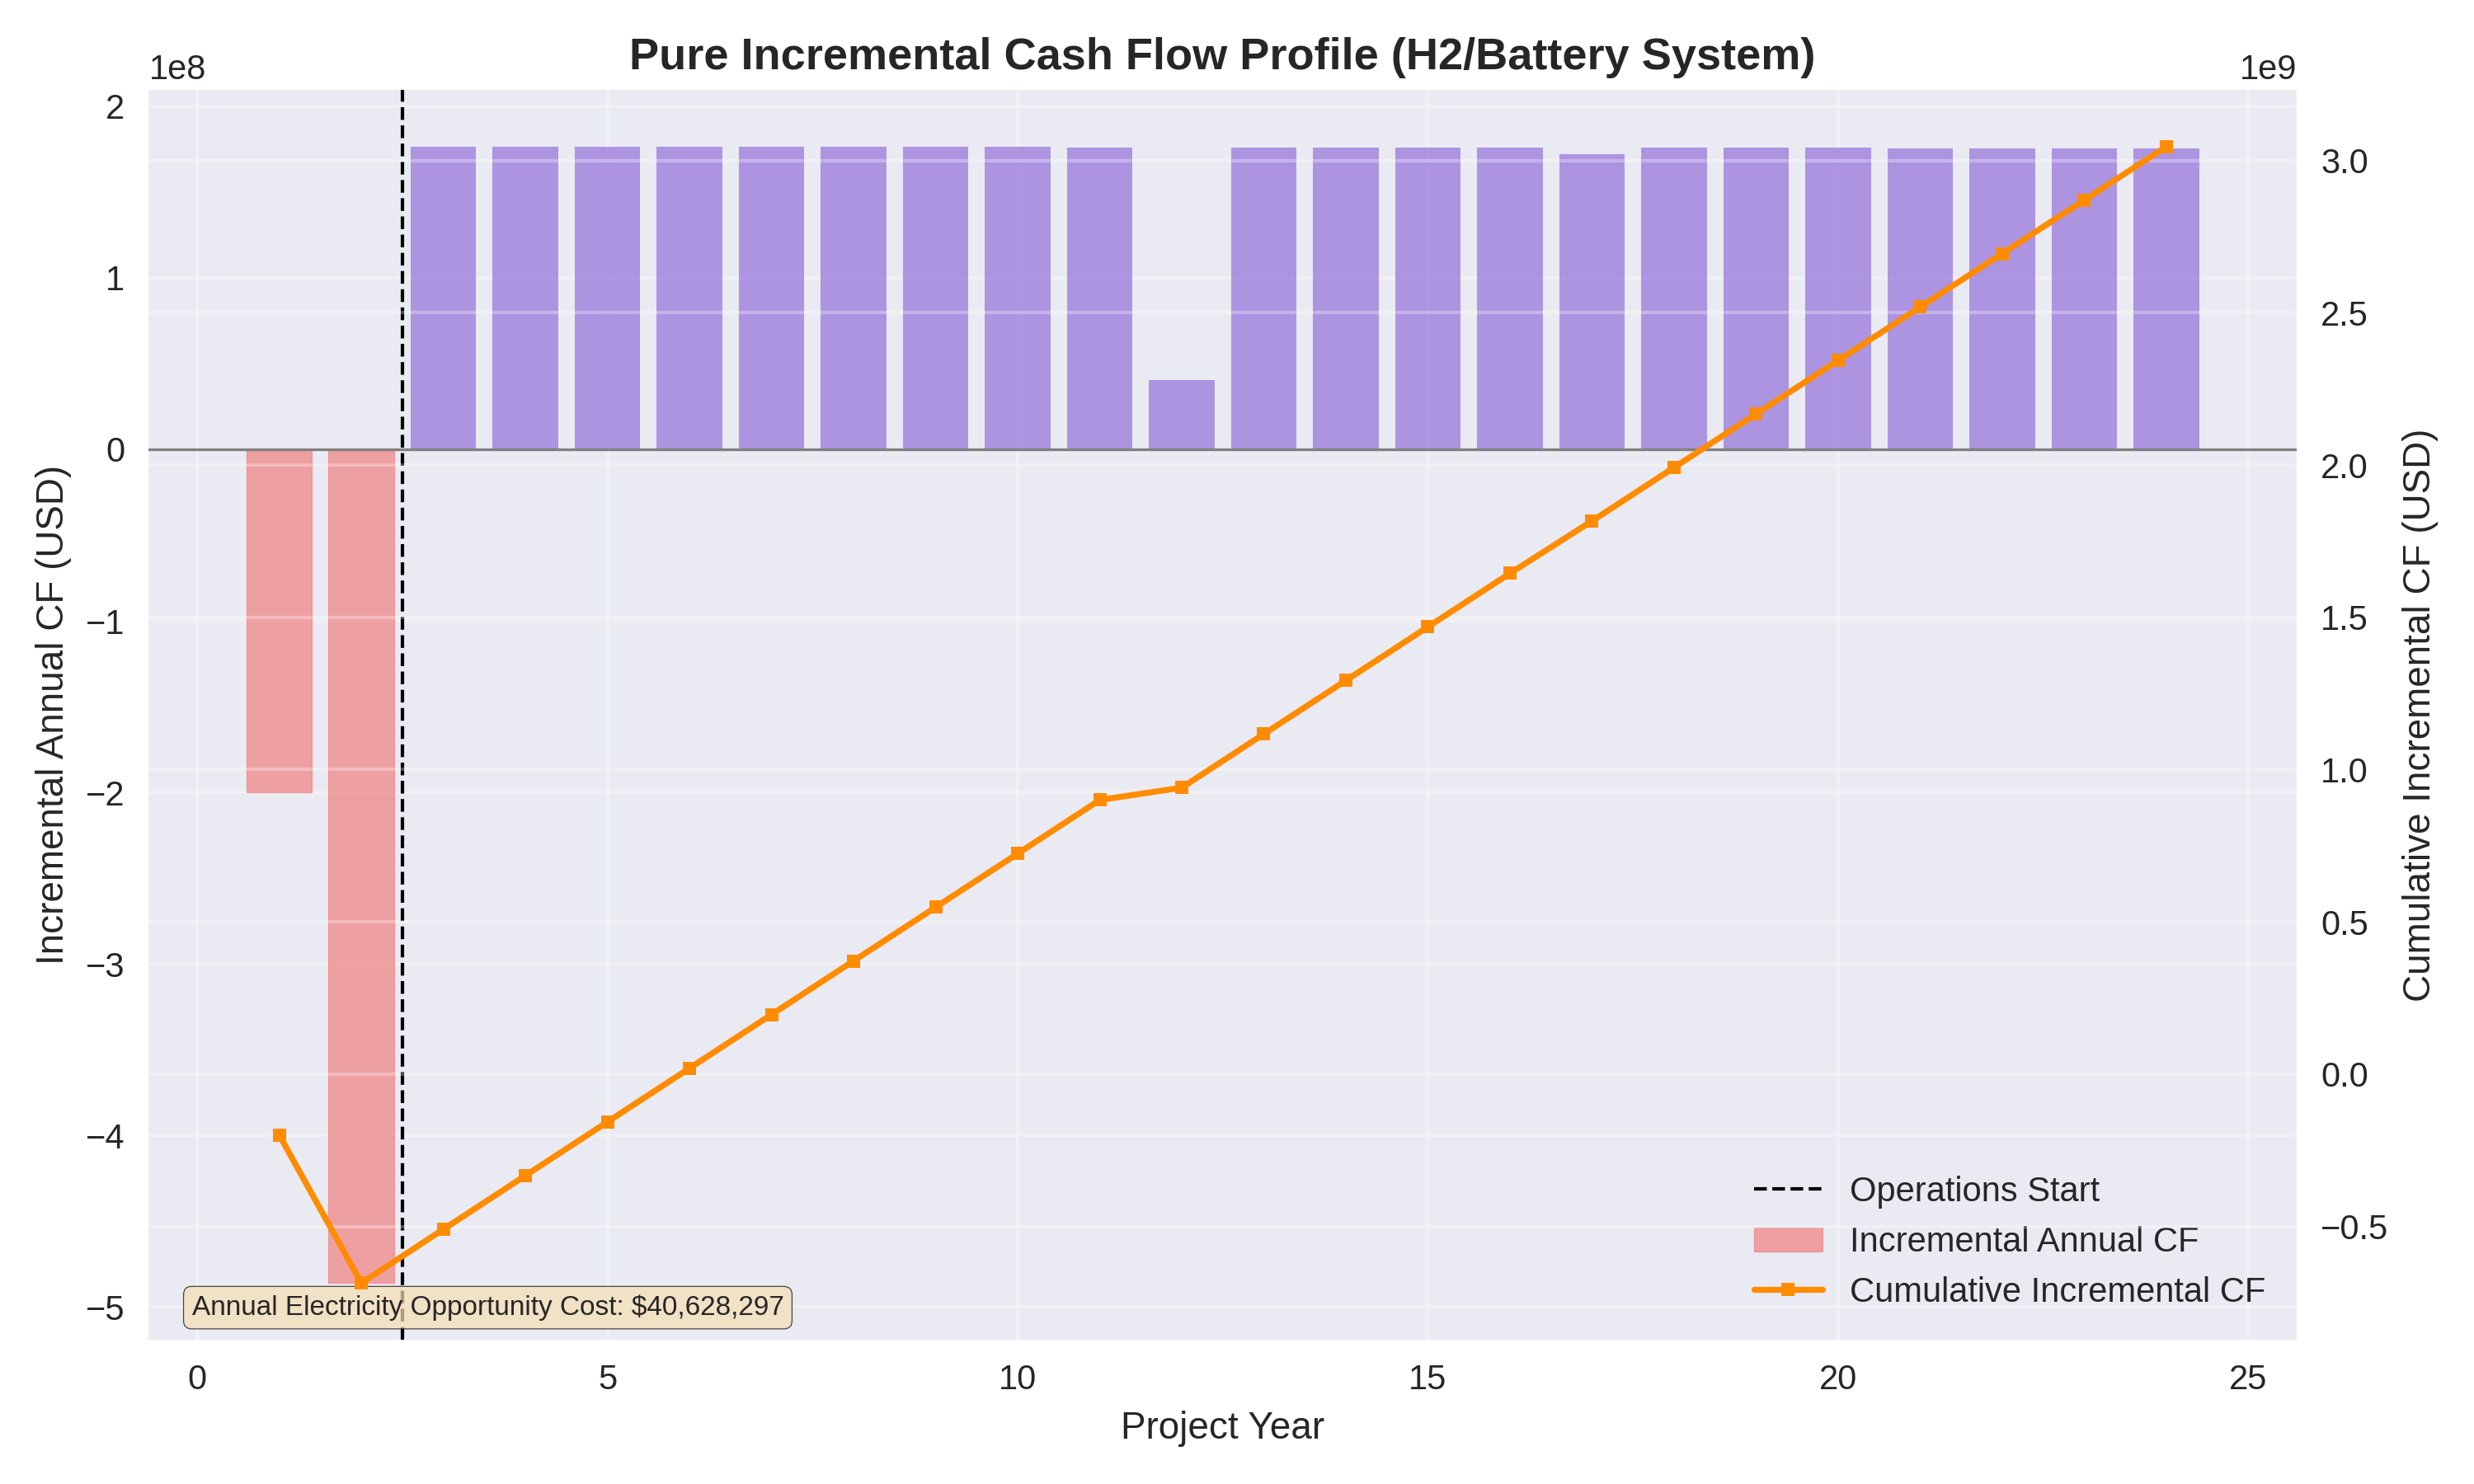 Pure Incremental Cash Flow Profile (H2/Battery System)
1e8
1e9
2
1
0
−1
−2
−3
−4
−5
Incremental Annual CF (USD)
3.0
2.5
2.0
1.5
1.0
0.5
0.0
−0.5
Cumulative Incremental CF (USD)
Operations Start
Incremental Annual CF
Cumulative Incremental CF
Annual Electricity Opportunity Cost: $40,628,297
0 5 10 15 20 25
Project Year